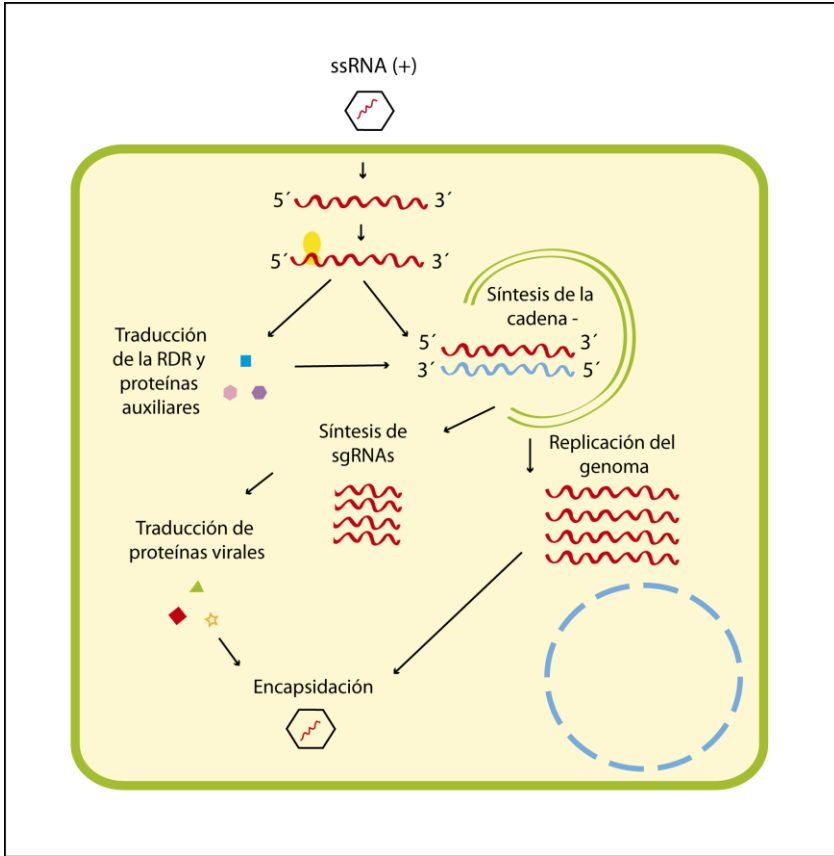 ssRNA (+)
5´ 3´
5´ 3´
Síntesis de la
cadena -
5´ 3´
3´ 5´
Traducción
de la RDR y
proteínas
auxiliares
Síntesis de
sgRNAs
Replicación del
genoma
Traducción de
proteínas virales
Encapsidación